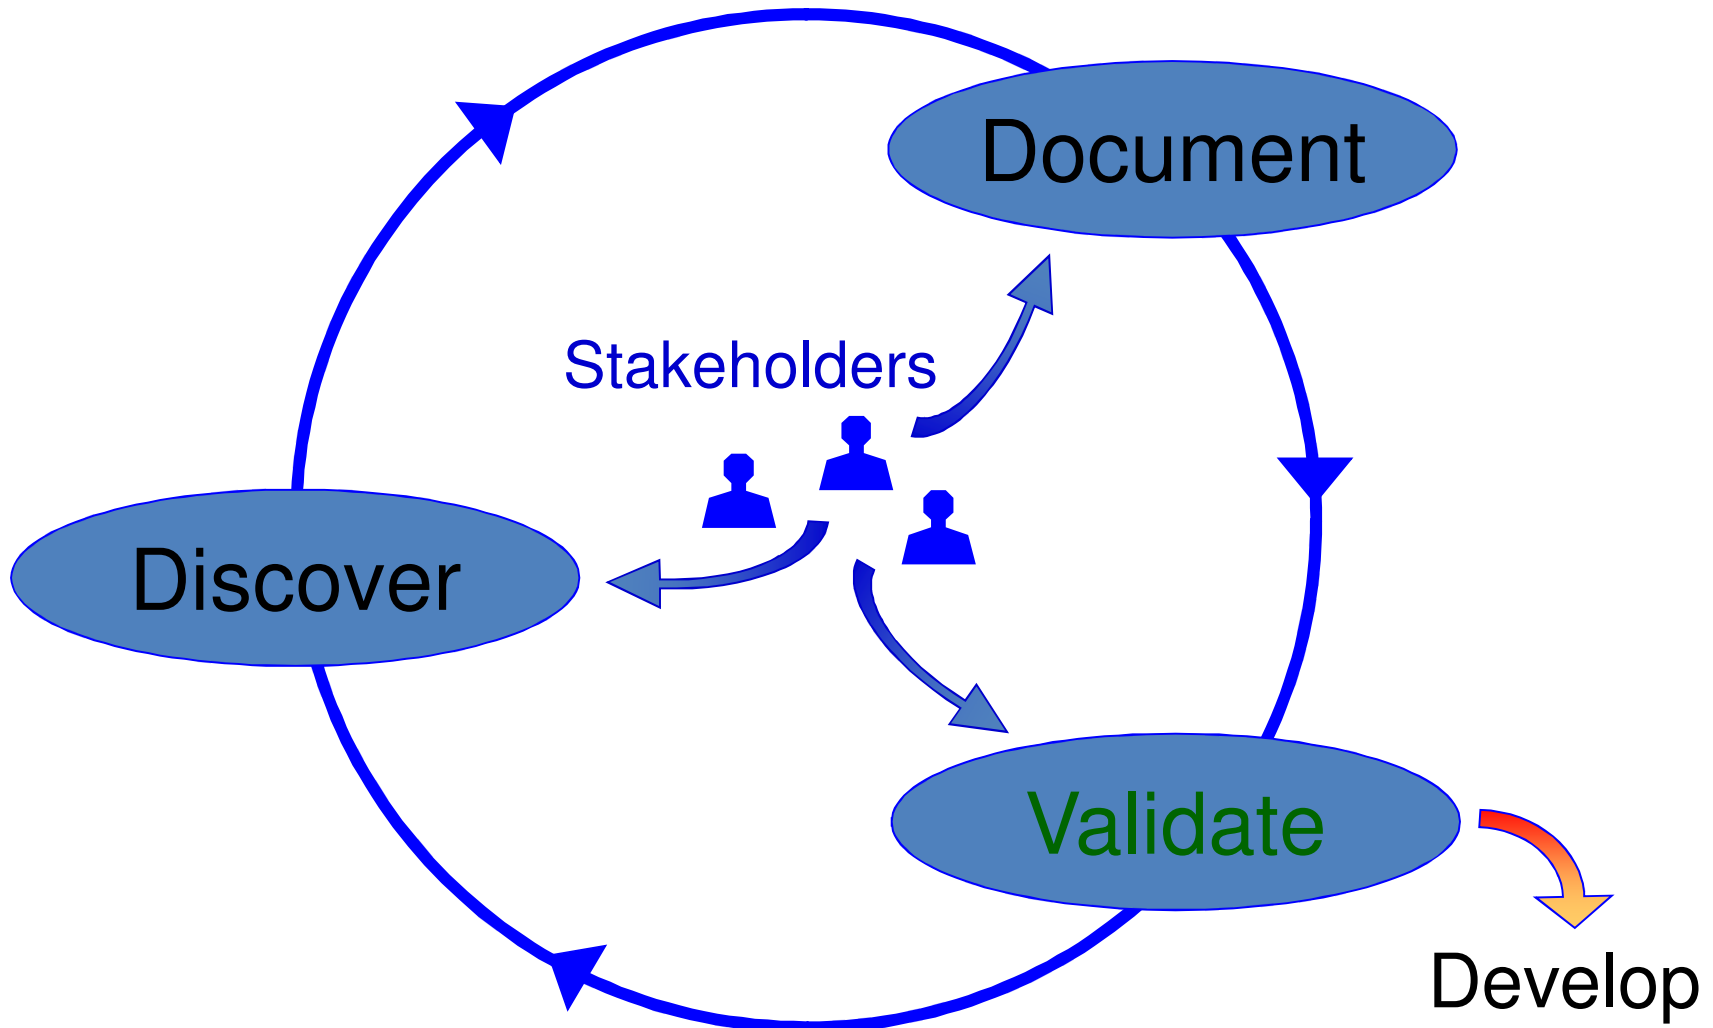 Document
Stakeholders
Discover
Validate
Develop